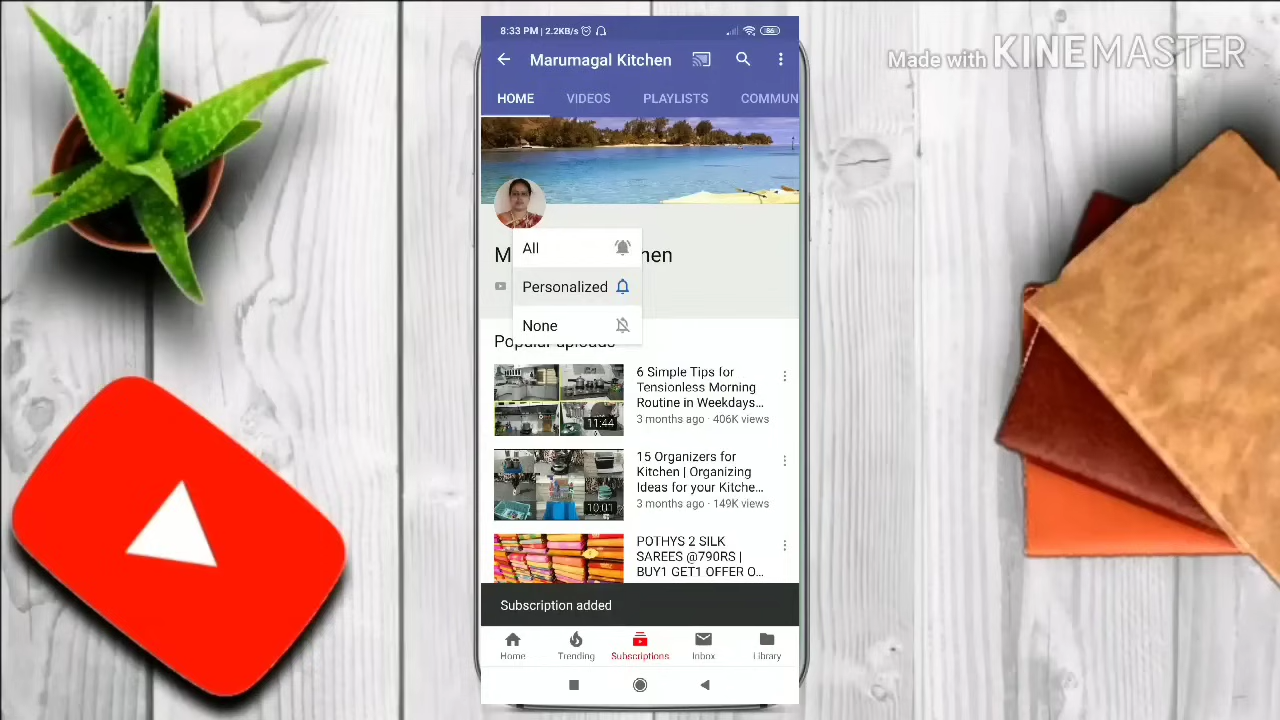 Made with KINEMASTER
8:33 PM | 2.2KB/s
86
Marumagal Kitchen
HOME VIDEOS PLAYLISTS COMMUN
All
M hen
Personalized
None
6 Simple Tips for
Tensionless Morning
Routine in Weekdays...
3 months ago · 406K views
11:44
15 Organizers for
Kitchen | Organizing
Ideas for your Kitche...
3 months ago · 149K views
10:01
POTHYS 2 SILK
SAREES @790RS |
BUY1 GET1 OFFER O...
Subscription added
Home Trending Subscriptions Inbox Library